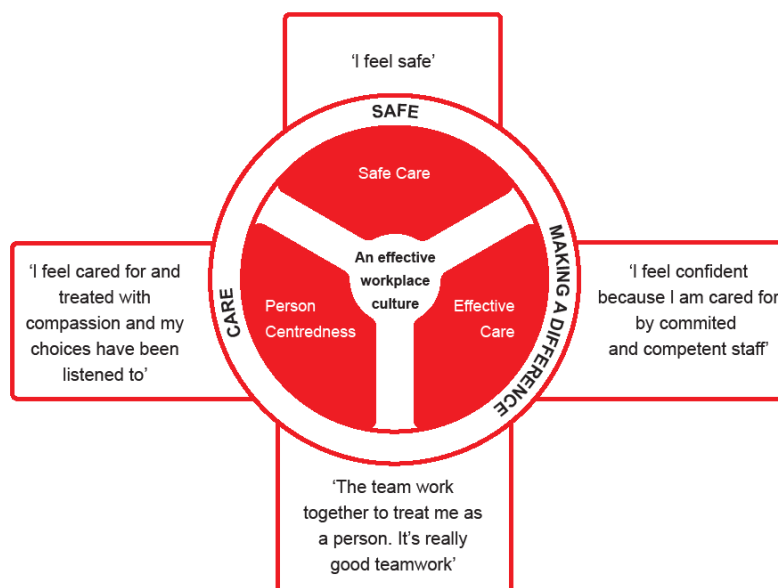 ‘I feel safe’
SAFE
Safe Care
An effective
workplace
culture
‘I feel cared for and
treated with
compassion and my
choices have been
listened to’
CARE
Person
Centredness
Effective
Care
MAKING A DIFFERENCE
‘I feel confident
because I am cared for
by commited
and competent staff’
‘The team work
together to treat me as
a person. It’s really
good teamwork’